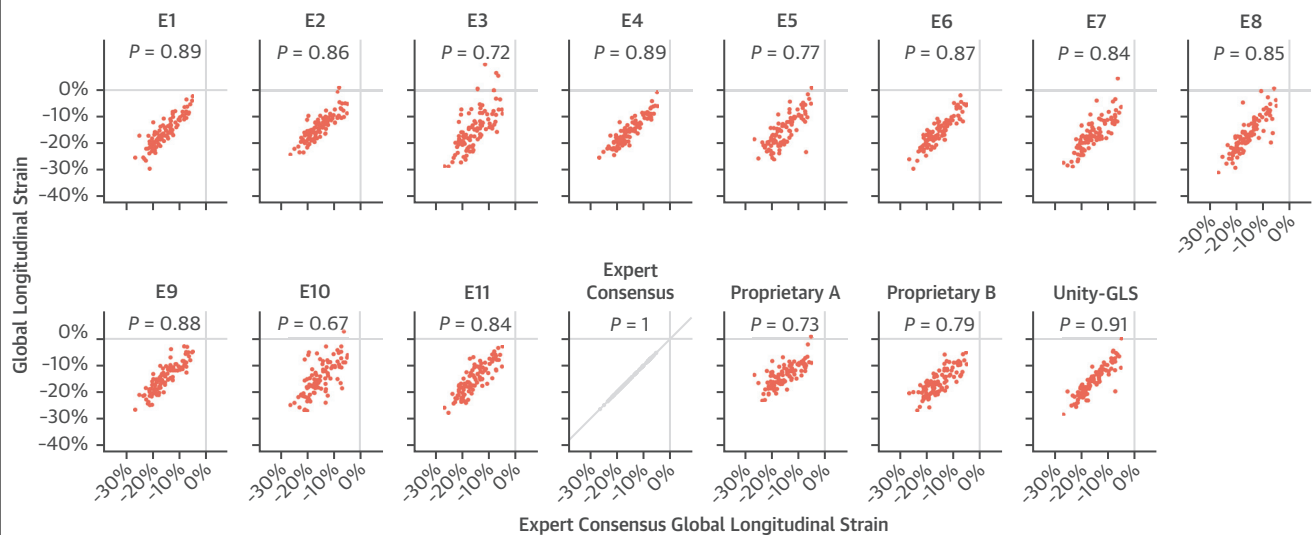 E1 E2 E3 E4 E5 E6 E7 E8
P = 0.89 P = 0.86 P = 0.72 P = 0.89 P = 0.77 P = 0.87 P = 0.84 P = 0.85
0%
-10%
-20%
-30%
-40%
-30% -20% -10% 0%
Global Longitudinal Strain
E9 E10 E11 Expert Consensus Proprietary A Proprietary B Unity-GLS
P = 0.88 P = 0.67 P = 0.84 P = 1 P = 0.73 P = 0.79 P = 0.91
0%
-10%
-20%
-30%
-40%
-30% -20% -10% 0% -30% -20% -10% 0% -30% -20% -10% 0% -30% -20% -10% 0% -30% -20% -10% 0% -30% -20% -10% 0% -30% -20% -10% 0%
Expert Consensus Global Longitudinal Strain